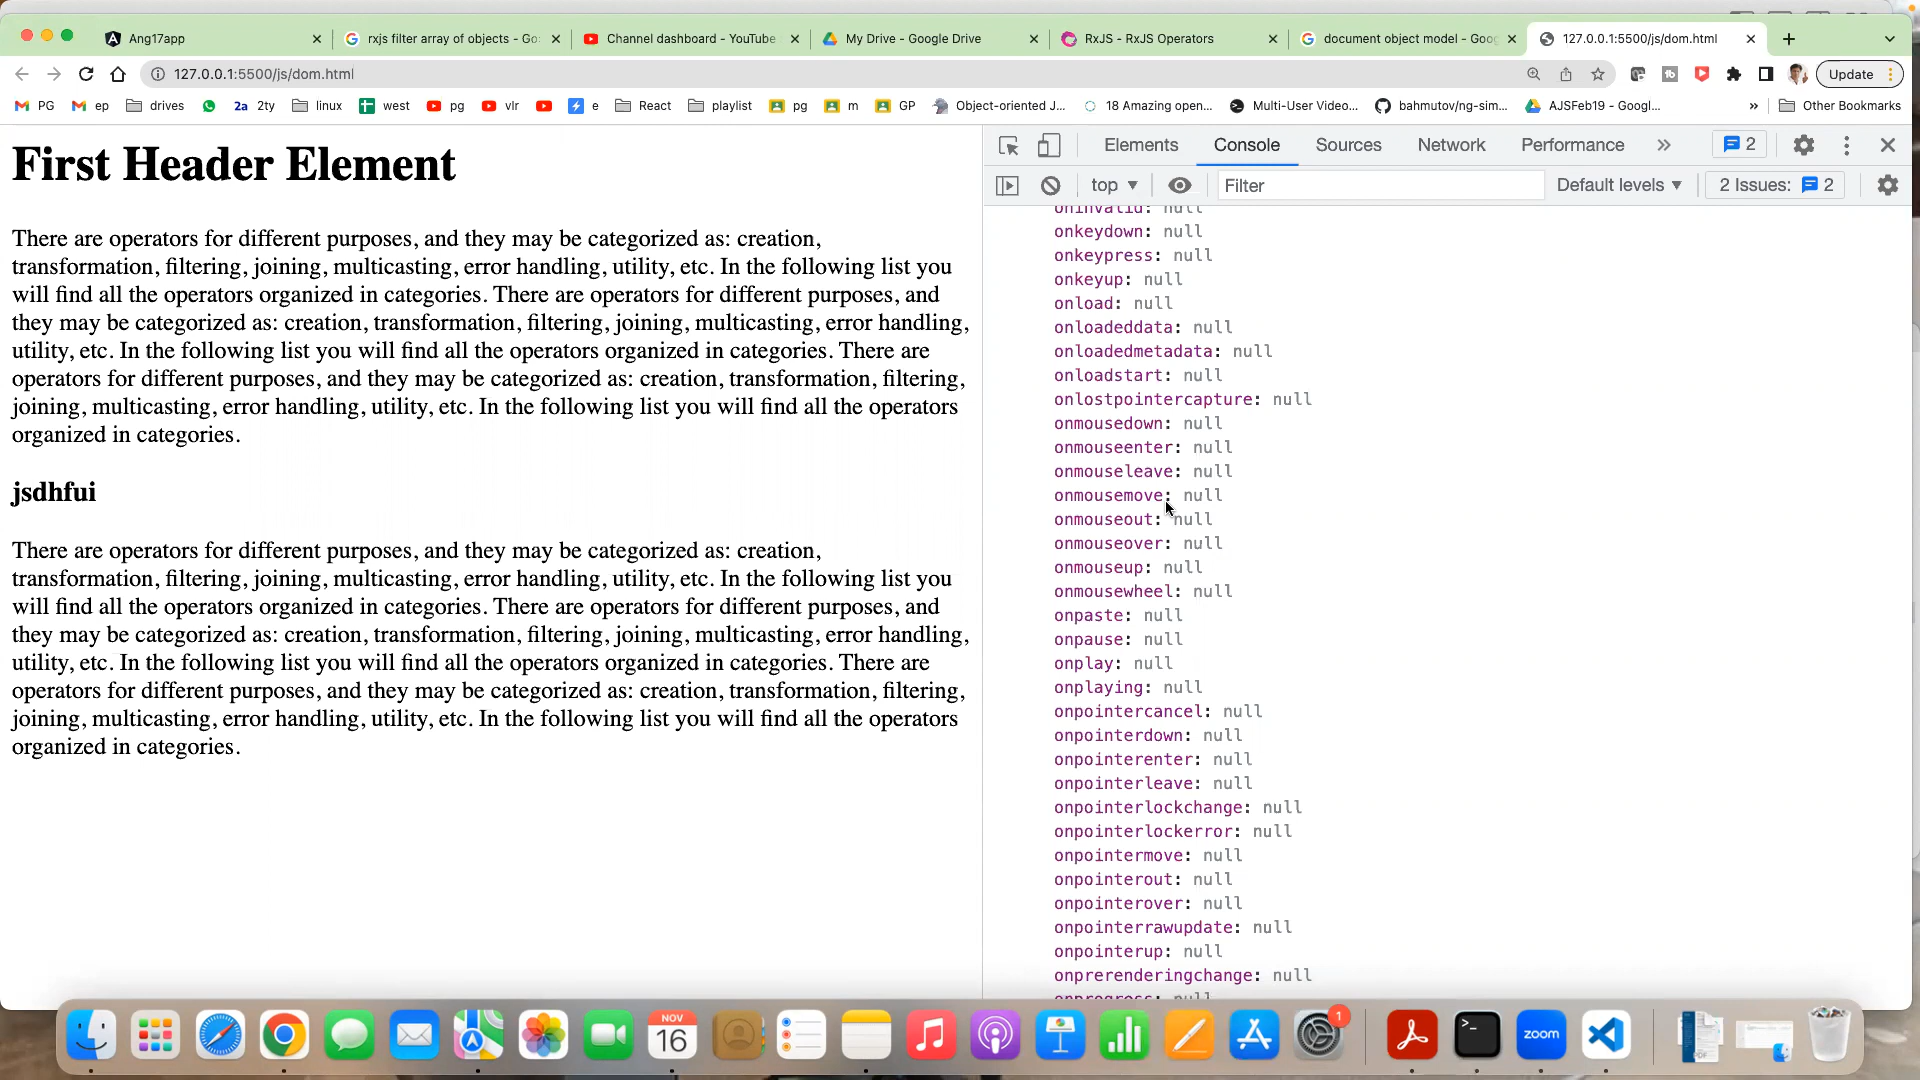 Ang17app
rxjs filter array of objects - Go
Channel dashboard - YouTube
My Drive - Google Drive
RxJS - RxJS Operators
document object model - Goog
127.0.0.1:5500/js/dom.html
127.0.0.1:5500/js/dom.html
Update
PG
ep
drives
2a 2ty
linux
west
pg
vlr
e
React
playlist
pg
m
GP
Object-oriented J...
18 Amazing open...
Multi-User Video...
bahmutov/ng-sim...
AJSFeb19 - Googl...
»
Other Bookmarks
First Header Element
There are operators for different purposes, and they may be categorized as: creation,
transformation, filtering, joining, multicasting, error handling, utility, etc. In the following list you
will find all the operators organized in categories. There are operators for different purposes, and
they may be categorized as: creation, transformation, filtering, joining, multicasting, error handling,
utility, etc. In the following list you will find all the operators organized in categories. There are
operators for different purposes, and they may be categorized as: creation, transformation, filtering,
joining, multicasting, error handling, utility, etc. In the following list you will find all the operators
organized in categories.
jsdhfui
There are operators for different purposes, and they may be categorized as: creation,
transformation, filtering, joining, multicasting, error handling, utility, etc. In the following list you
will find all the operators organized in categories. There are operators for different purposes, and
they may be categorized as: creation, transformation, filtering, joining, multicasting, error handling,
utility, etc. In the following list you will find all the operators organized in categories. There are
operators for different purposes, and they may be categorized as: creation, transformation, filtering,
joining, multicasting, error handling, utility, etc. In the following list you will find all the operators
organized in categories.
Elements
Console
Sources
Network
Performance
»
2
top
Filter
Default levels
2 Issues: 2
oninvalid: null
onkeydown: null
onkeypress: null
onkeyup: null
onload: null
onloadeddata: null
onloadedmetadata: null
onloadstart: null
onlostpointercapture: null
onmousedown: null
onmouseenter: null
onmouseleave: null
onmousemove: null
onmouseout: null
onmouseover: null
onmouseup: null
onmousewheel: null
onpaste: null
onpause: null
onplay: null
onplaying: null
onpointercancel: null
onpointerdown: null
onpointerenter: null
onpointerleave: null
onpointerlockchange: null
onpointerlockerror: null
onpointermove: null
onpointerout: null
onpointerover: null
onpointerrawupdate: null
onpointerup: null
onprerenderingchange: null
onprogress: null
NOV
16
1
zoom